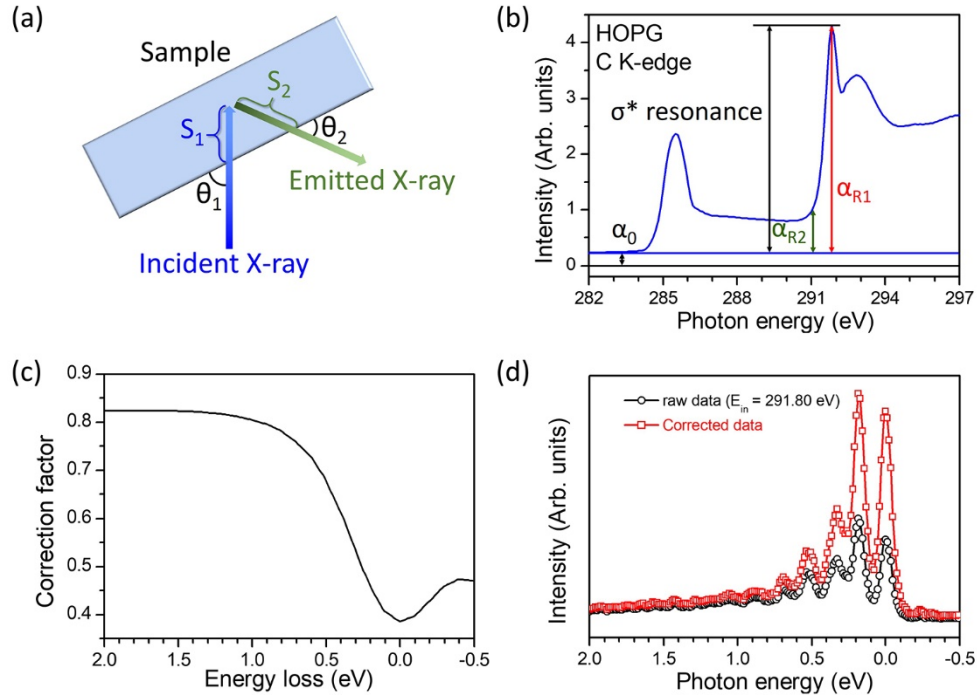 (a)
Sample
S1
S2
θ1
θ2
Emitted X-ray
Incident X-ray
(b)
HOPG
C K-edge
σ* resonance
α0
αR2
αR1
Intensity (Arb. units)
4
3
2
1
0
282 285 288 291 294 297
Photon energy (eV)
(c)
Correction factor
0.9
0.8
0.7
0.6
0.5
0.4
2.0 1.5 1.0 0.5 0.0 -0.5
Energy loss (eV)
(d)
raw data (Ein = 291.80 eV)
Corrected data
Intensity (Arb. units)
2.0 1.5 1.0 0.5 0.0 -0.5
Photon energy (eV)